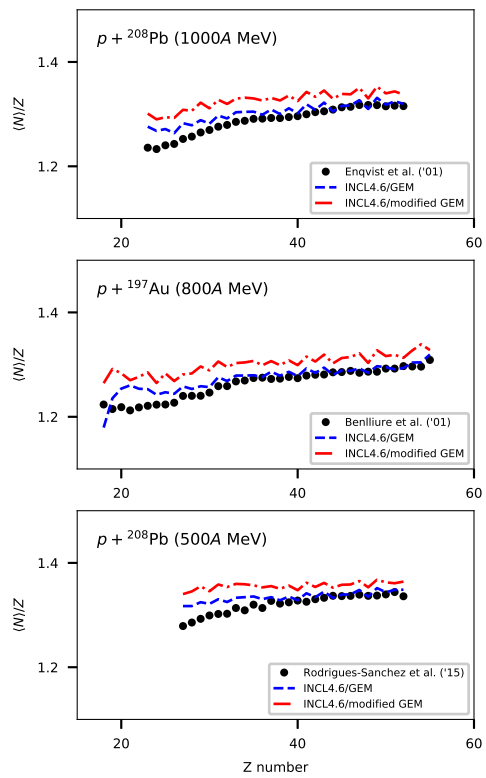 p + ²⁰⁸Pb (1000A MeV)
1.4
⟨N⟩/Z
1.2
Enqvist et al. ('01)
INCL4.6/GEM
INCL4.6/modified GEM
20 40 60
p + ¹⁹⁷Au (800A MeV)
1.4
⟨N⟩/Z
1.2
Benlliure et al. ('01)
INCL4.6/GEM
INCL4.6/modified GEM
20 40 60
p + ²⁰⁸Pb (500A MeV)
1.4
⟨N⟩/Z
1.2
Rodrigues-Sanchez et al. ('15)
INCL4.6/GEM
INCL4.6/modified GEM
20 40 60
Z number